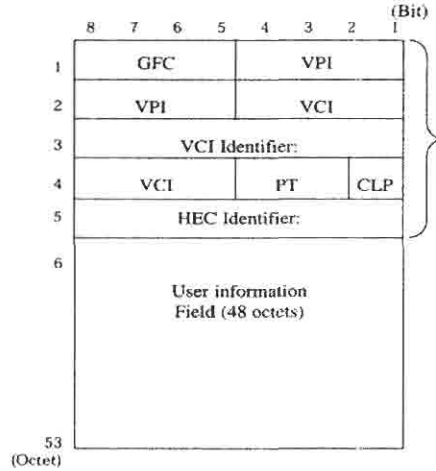 (Bit)
8 7 6 5 4 3 2 1
1 GFC VPI
2 VPI VCI
3 VCI Identifier:
4 VCI PT CLP
5 HEC Identifier:
6
User information
Field (48 octets)
53
(Octet)